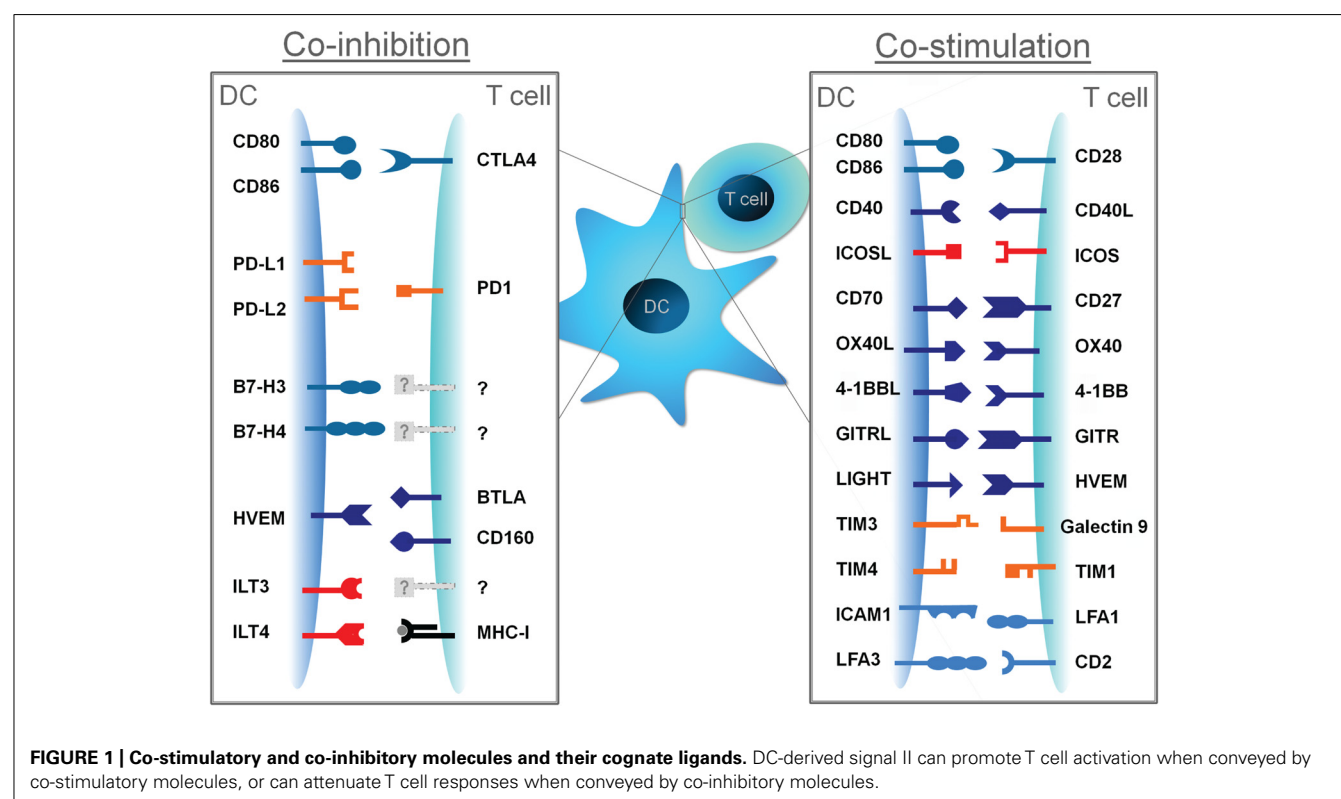 Co-inhibition
DC T cell
CD80
CD86
CTLA4
PD-L1
PD-L2
PD1
B7-H3 ?
B7-H4 ?
HVEM
BTLA
CD160
ILT3 ?
ILT4 MHC-I
? ? ?
T cell
DC
Co-stimulation
DC T cell
CD80
CD86
CD28
CD40 CD40L
ICOSL ICOS
CD70 CD27
OX40L OX40
4-1BBL 4-1BB
GITRL GITR
LIGHT HVEM
TIM3 Galectin 9
TIM4 TIM1
ICAM1 LFA1
LFA3 CD2
FIGURE 1 | Co-stimulatory and co-inhibitory molecules and their cognate ligands. DC-derived signal II can promote T cell activation when conveyed by
co-stimulatory molecules, or can attenuate T cell responses when conveyed by co-inhibitory molecules.